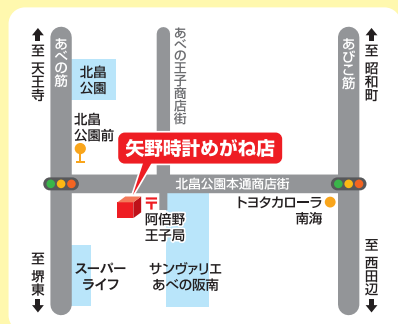 至 天王寺
あべの筋
北畠
公園
あべの王子商店街
あびこ筋
至 昭和町
北畠
公園前
矢野時計めがね店
北畠公園本通商店街
〒
阿倍野
王子局
トヨタカローラ
南海
至 堺東
スーパー
ライフ
サンヴァリエ
あべの阪南
至 西田辺